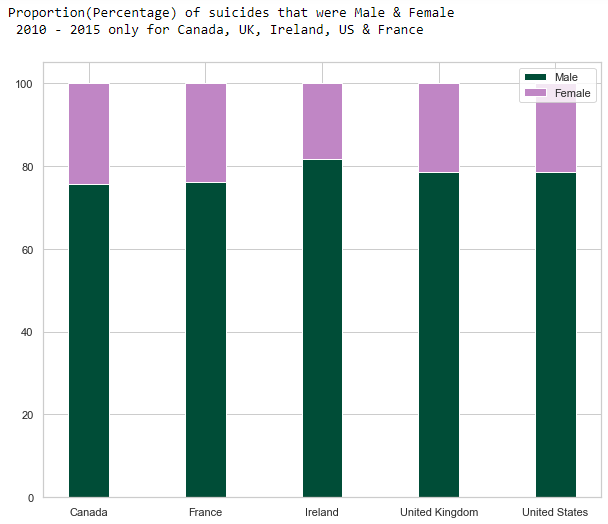 Proportion(Percentage) of suicides that were Male & Female
2010 - 2015 only for Canada, UK, Ireland, US & France
100
80
60
40
20
0
Male
Female
Canada
France
Ireland
United Kingdom
United States